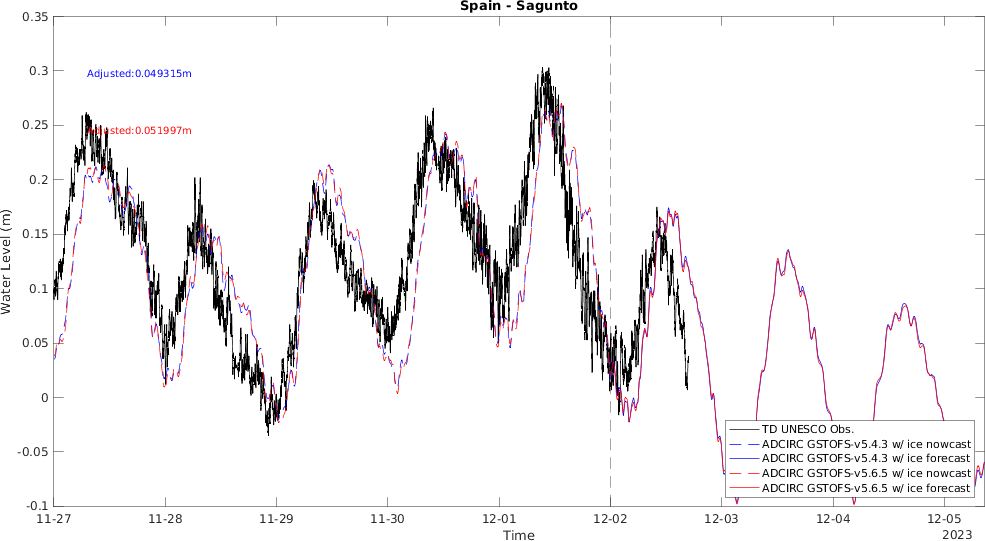 Spain - Sagunto
0.35
0.3
0.25
0.2
0.15
0.1
0.05
0
-0.05
-0.1
Water Level (m)
Adjusted:0.049315m
Adjusted:0.051997m
TD UNESCO Obs.
ADCIRC GSTOFS-v5.4.3 w/ ice nowcast
ADCIRC GSTOFS-v5.4.3 w/ ice forecast
ADCIRC GSTOFS-v5.6.5 w/ ice nowcast
ADCIRC GSTOFS-v5.6.5 w/ ice forecast
11-27 11-28 11-29 11-30 12-01 12-02 12-03 12-04 12-05
Time
2023